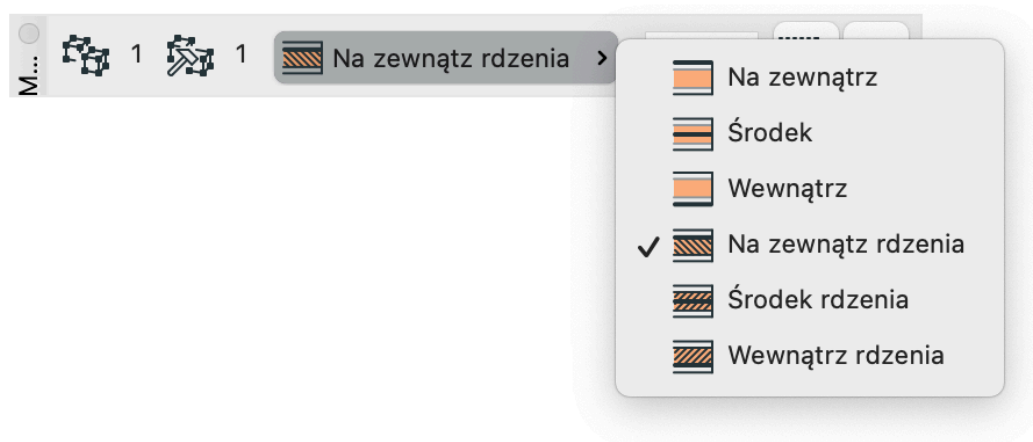 M...
1
1
Na zewnątz rdzenia
Na zewnątrz
Środek
Wewnątrz
Na zewnątz rdzenia
Środek rdzenia
Wewnątrz rdzenia